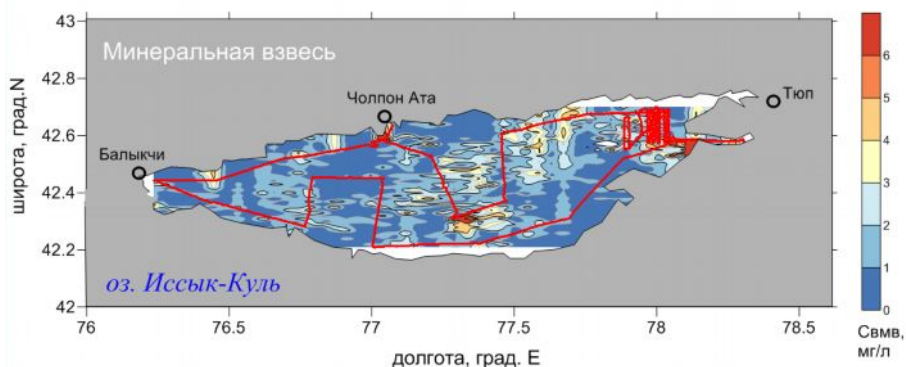 43
Минеральная взвесь
42.8
Чолпон Ата
Тюп
широта, град.N
42.6
Балыкчи
42.4
42.2
оз. Иссык-Куль
42
76
76.5
77
77.5
78
78.5
долгота, град. E
6
5
4
3
2
1
0
Свмв,
мг/л